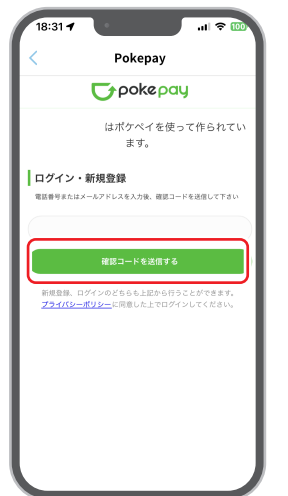 18:31
100
Pokepay
pokepay
はポケペイを使って作られてい
ます。
ログイン・新規登録
電話番号またはメールアドレスを入力後、確認コードを送信して下さい
確認コードを送信する
新規登録、ログインのどちらも上記から行うことができます。
プライバシーポリシーに同意した上でログインしてください。